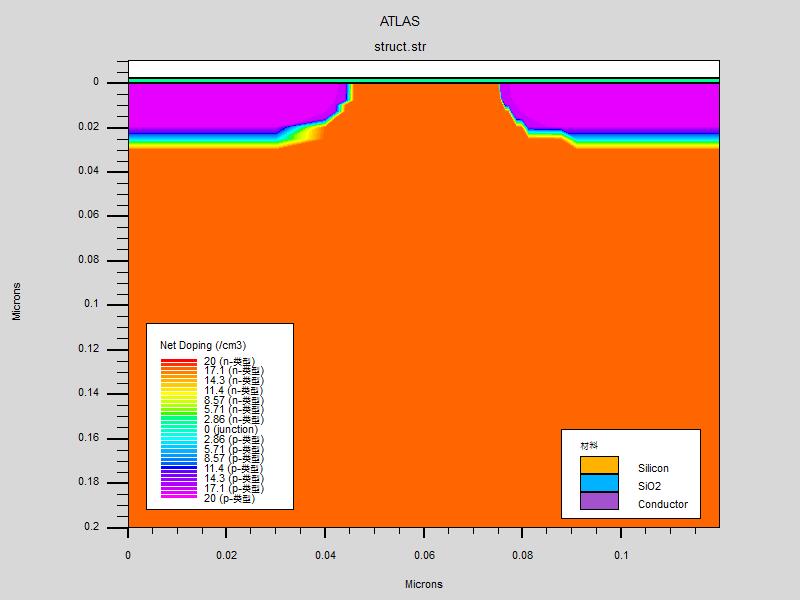 ATLAS
struct.str
0
0.02
0.04
0.06
0.08
0.1
0.12
0.14
0.16
0.18
0.2
Microns
Net Doping (/cm3)
20 (n-类型)
17.1 (n-类型)
14.3 (n-类型)
11.4 (n-类型)
8.57 (n-类型)
5.71 (n-类型)
2.86 (n-类型)
0 (junction)
2.86 (p-类型)
5.71 (p-类型)
8.57 (p-类型)
11.4 (p-类型)
14.3 (p-类型)
17.1 (p-类型)
20 (p-类型)
材料
Silicon
SiO2
Conductor
0 0.02 0.04 0.06 0.08 0.1
Microns